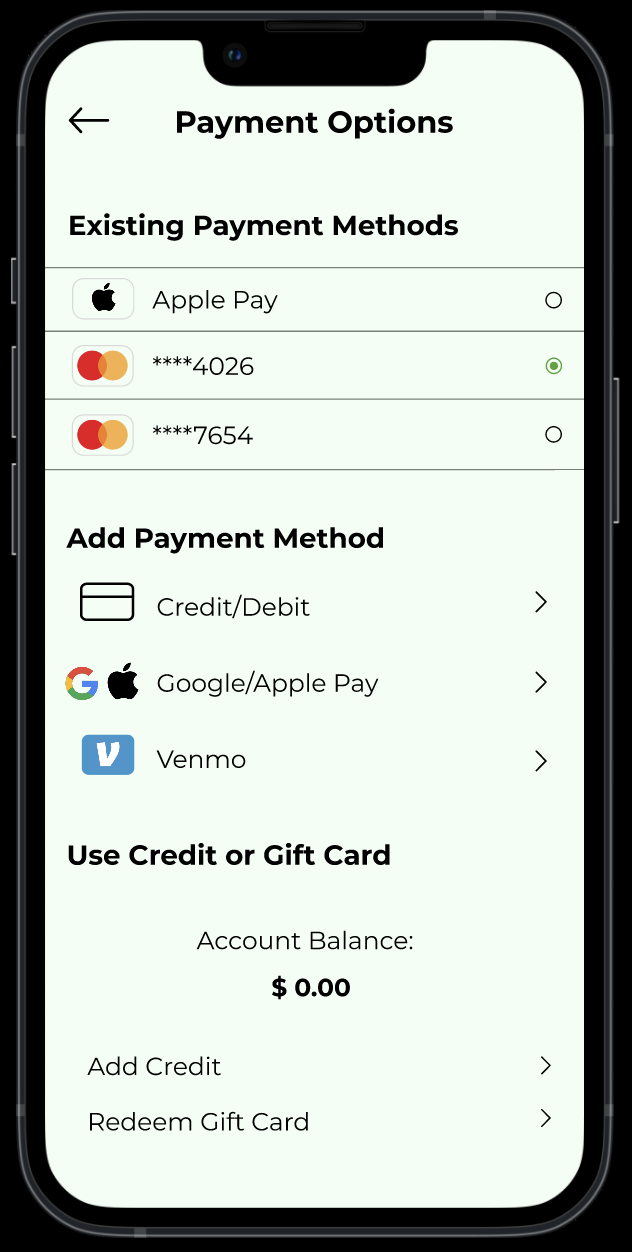 Payment Options
Existing Payment Methods
Apple Pay
****4026
****7654
Add Payment Method
Credit/Debit
Google/Apple Pay
Venmo
Use Credit or Gift Card
Account Balance:
$ 0.00
Add Credit
Redeem Gift Card